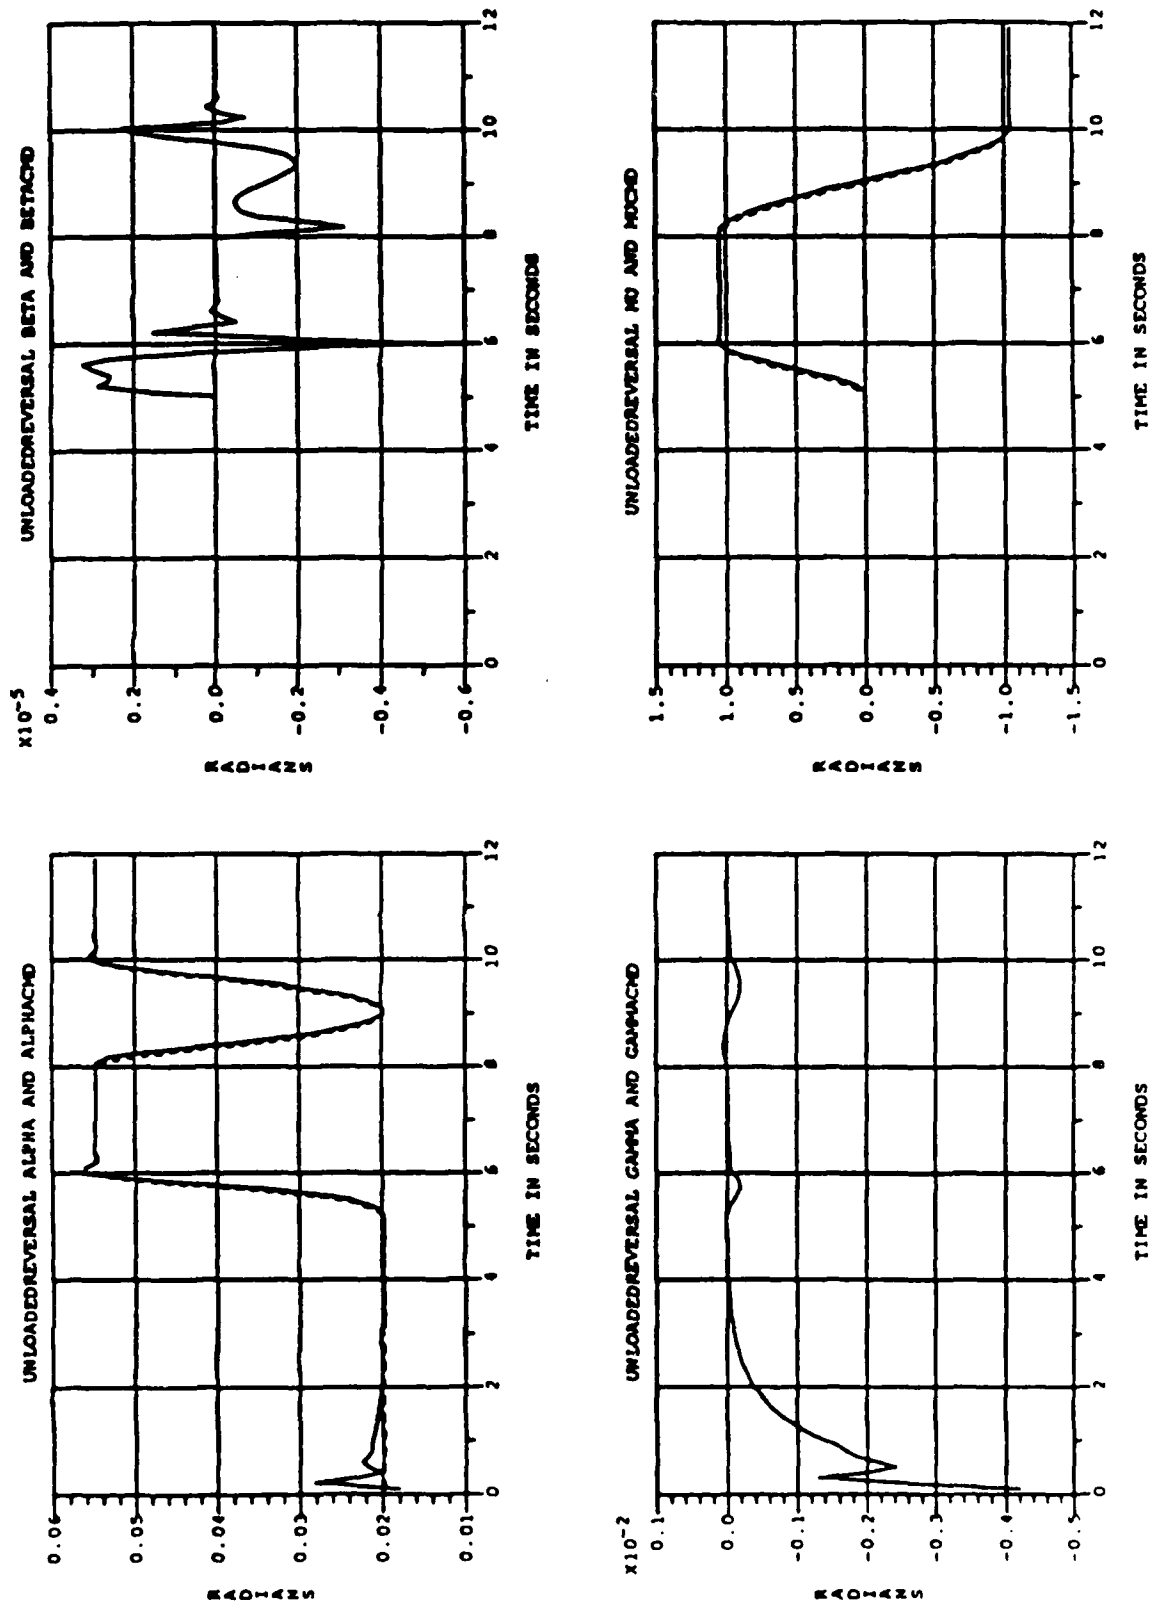 UNLOADEDREVERSAL ALPHA AND ALPHACMD
0.06
0.05
0.04
0.03
0.02
0.01
RADIANS
0 2 4 6 8 10 12
TIME IN SECONDS
UNLOADEDREVERSAL BETA AND BETACMD
X10⁻⁵
0.4
0.2
0.0
-0.2
-0.4
-0.6
RADIANS
0 2 4 6 8 10 12
TIME IN SECONDS
UNLOADEDREVERSAL GAMMA AND GAMMACMD
X10⁻²
0.1
0.0
-0.1
-0.2
-0.3
-0.4
-0.5
RADIANS
0 2 4 6 8 10 12
TIME IN SECONDS
UNLOADEDREVERSAL MU AND MUCMD
1.5
1.0
0.5
0.0
-0.5
-1.0
-1.5
RADIANS
0 2 4 6 8 10 12
TIME IN SECONDS